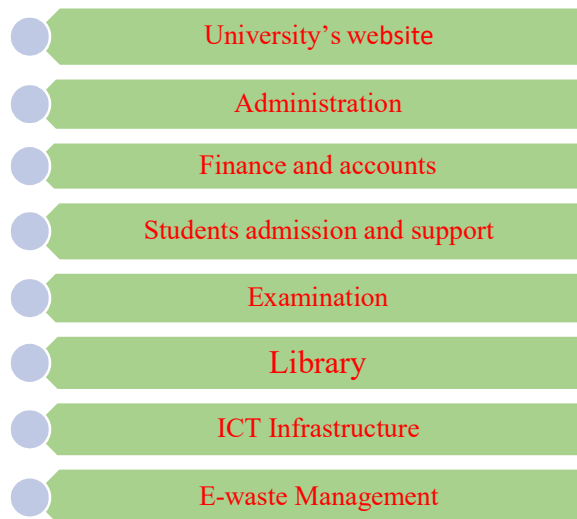 University’s website
Administration
Finance and accounts
Students admission and support
Examination
Library
ICT Infrastructure
E-waste Management